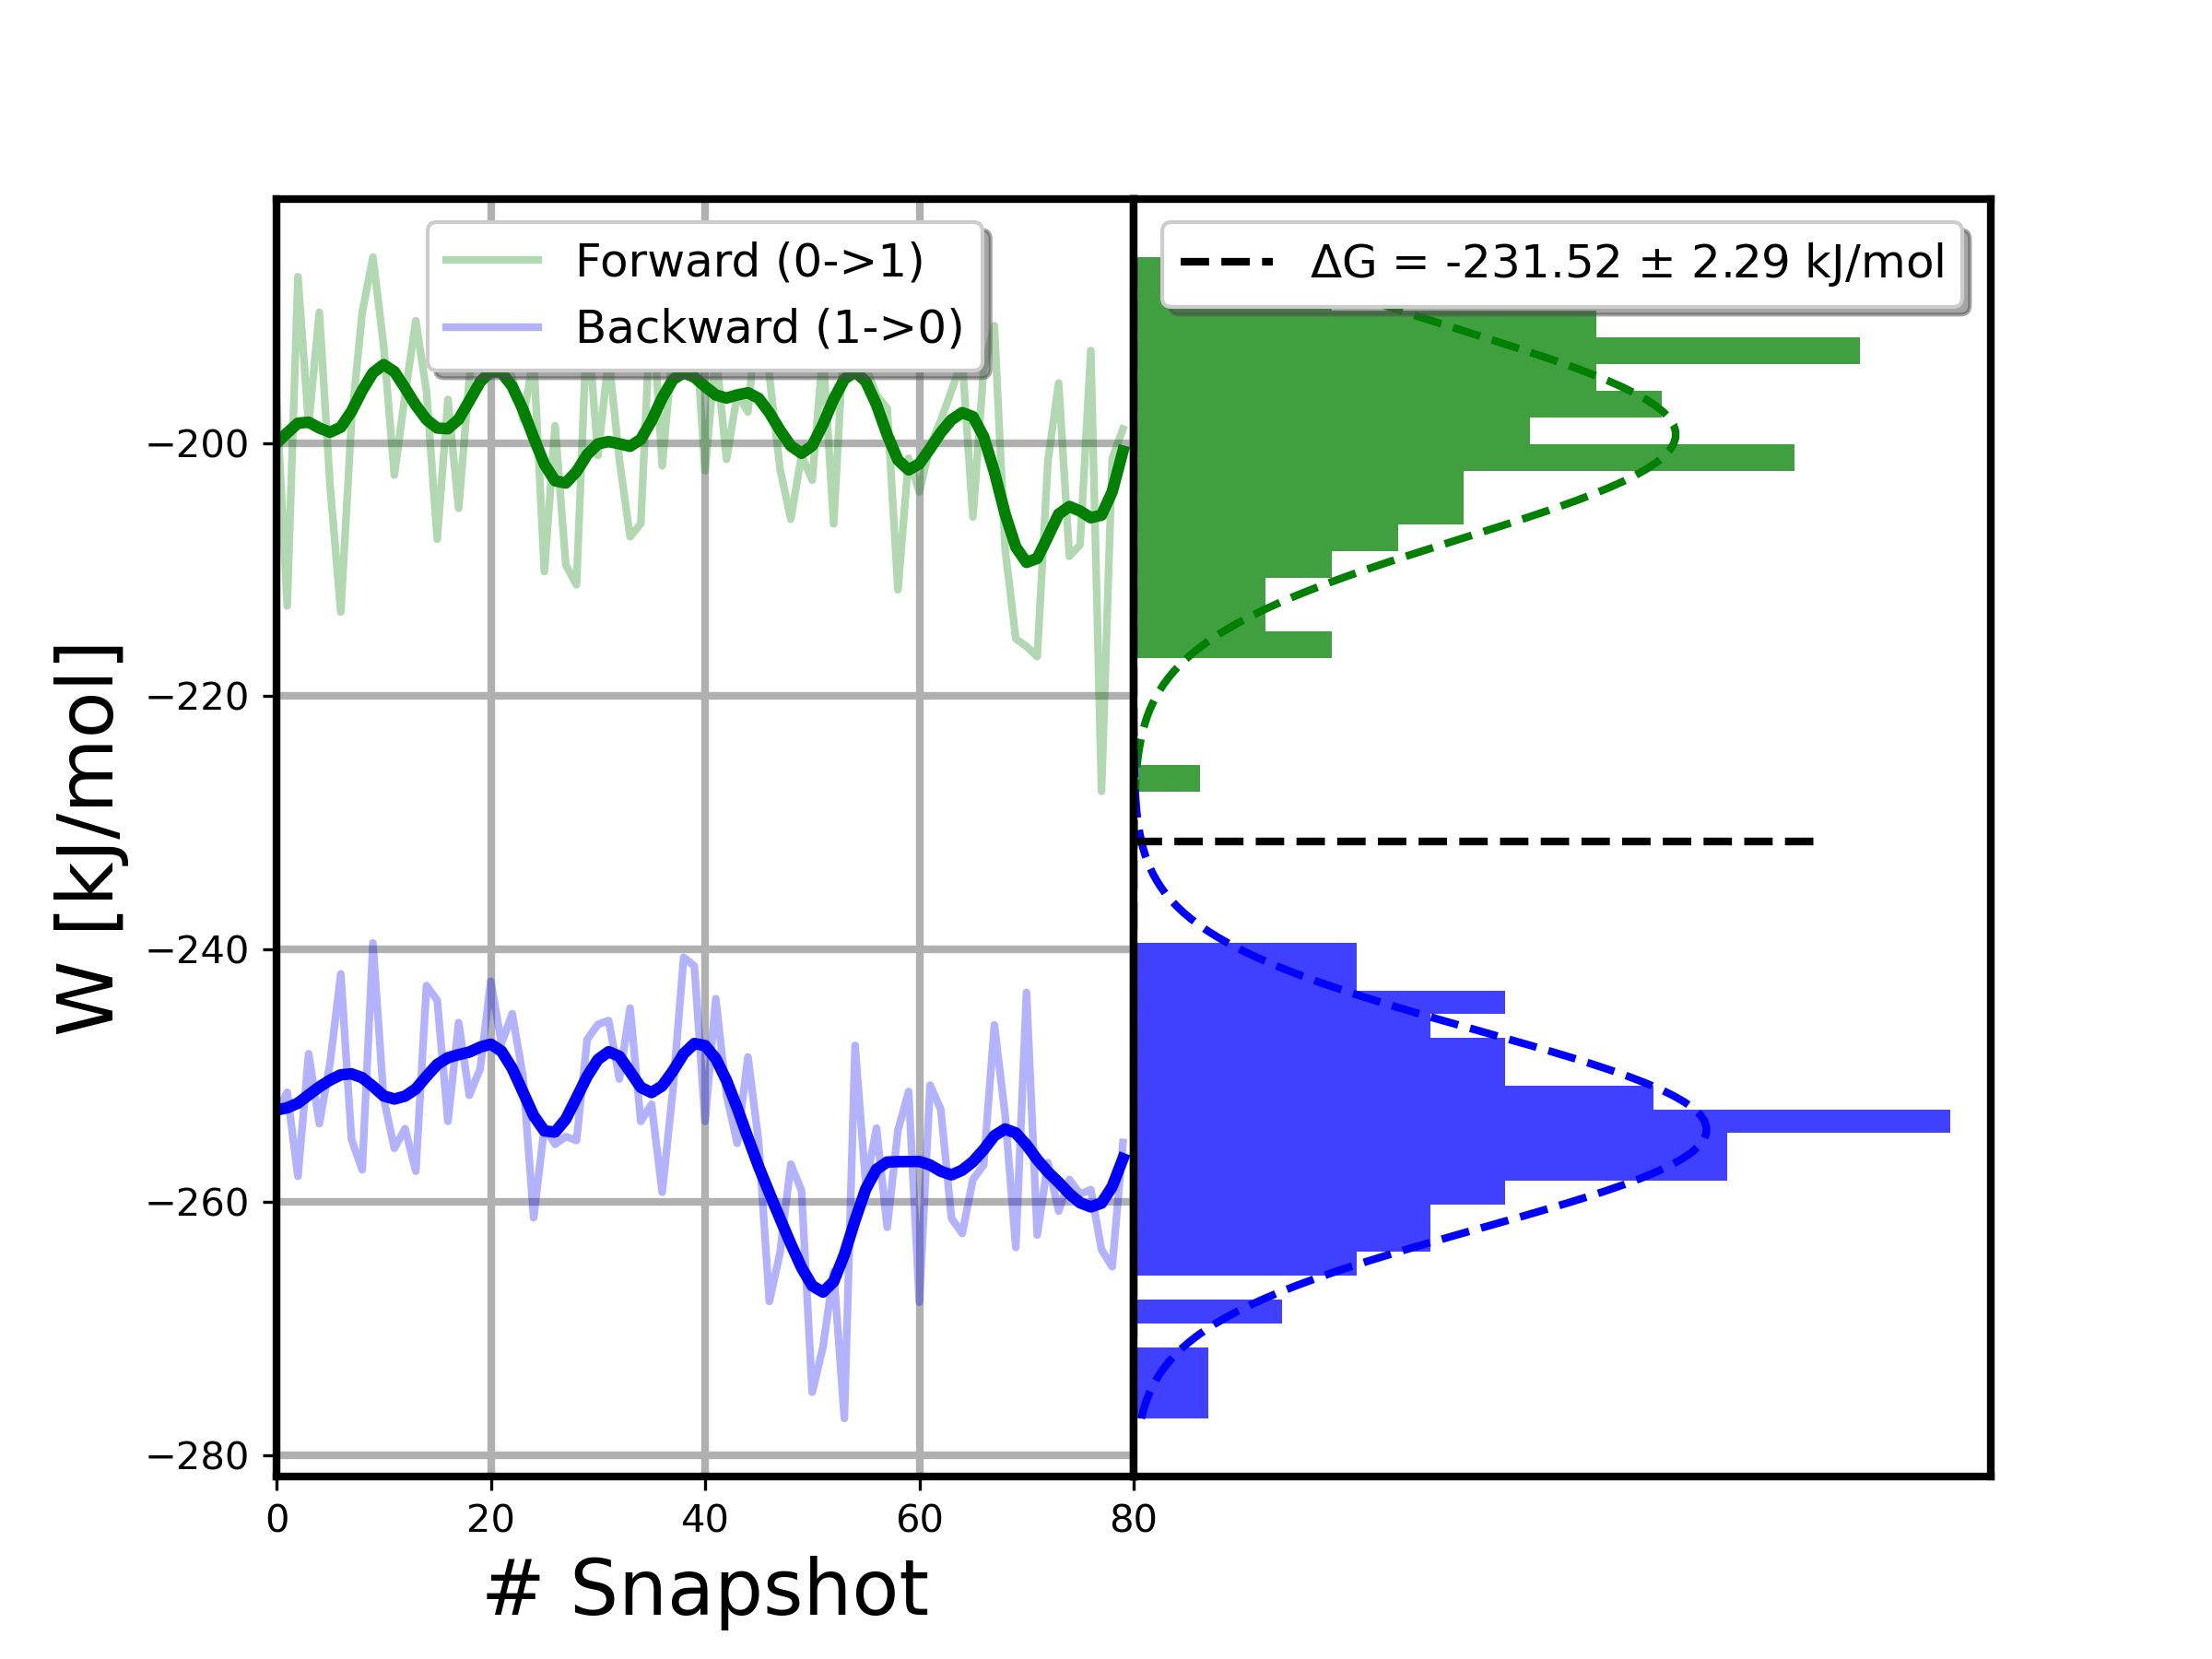 Forward (0->1)
Backward (1->0)
ΔG = -231.52 ± 2.29 kJ/mol
W [kJ/mol]
−200
−220
−240
−260
−280
0 20 40 60 80
# Snapshot